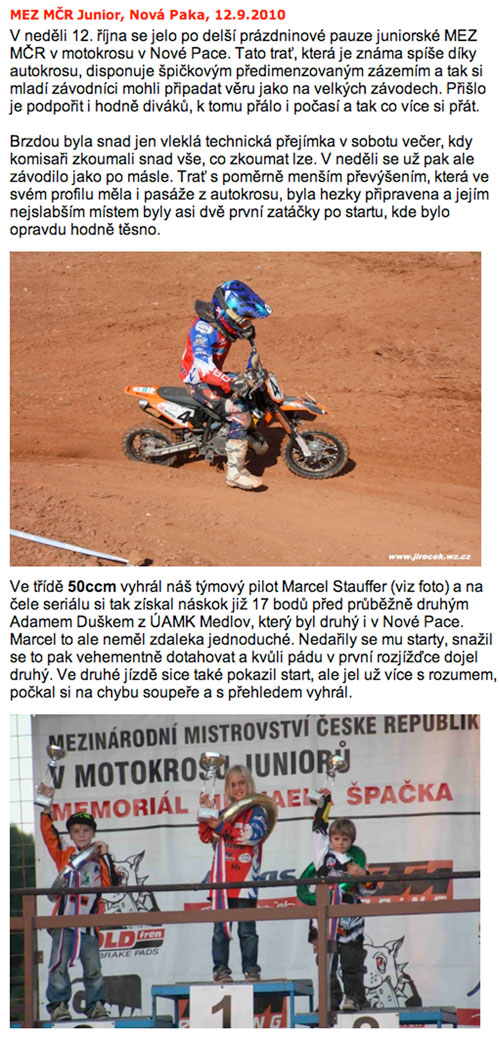 MEZ MČR Junior, Nová Paka, 12.9.2010
V neděli 12. října se jelo po delší prázdninové pauze juniorské MEZ
MČR v motokrosu v Nové Pace. Tato trať, která je známa spíše díky
autokrosu, disponuje špičkovým předimenzovaným zázemím a tak si
mladí závodníci mohli připadat věru jako na velkých závodech. Přišlo
je podpořit i hodně diváků, k tomu přálo i počasí a tak co více si přát.
Brzdou byla snad jen vleklá technická přejímka v sobotu večer, kdy
komisaři zkoumali snad vše, co zkoumat lze. V neděli se už pak ale
závodilo jako po másle. Trať s poměrně menším převýšením, která ve
svém profilu měla i pasáže z autokrosu, byla hezky připravena a jejím
nejslabším místem byly asi dvě první zatáčky po startu, kde bylo
opravdu hodně těsno.
4
4
www.jirecek.wz.cz
Ve třídě 50ccm vyhrál náš týmový pilot Marcel Stauffer (viz foto) a na
čele seriálu si tak získal náskok již 17 bodů před průběžně druhým
Adamem Duškem z ÚAMK Medlov, který byl druhý i v Nové Pace.
Marcel to ale neměl zdaleka jednoduché. Nedařily se mu starty, snažil
se to pak vehementně dotahovat a kvůli pádu v první rozjížďce dojel
druhý. Ve druhé jízdě sice také pokazil start, ale jel už více s rozumem,
počkal si na chybu soupeře a s přehledem vyhrál.
MEZINÁRODNÍ MISTROVSTVÍ ČESKÉ REPUBLIK
V MOTOKROSU JUNIORŮ
MEMORIÁL MICHAELA ŠPAČKA
KTM
GOLDfren
BRAKE PADS
1